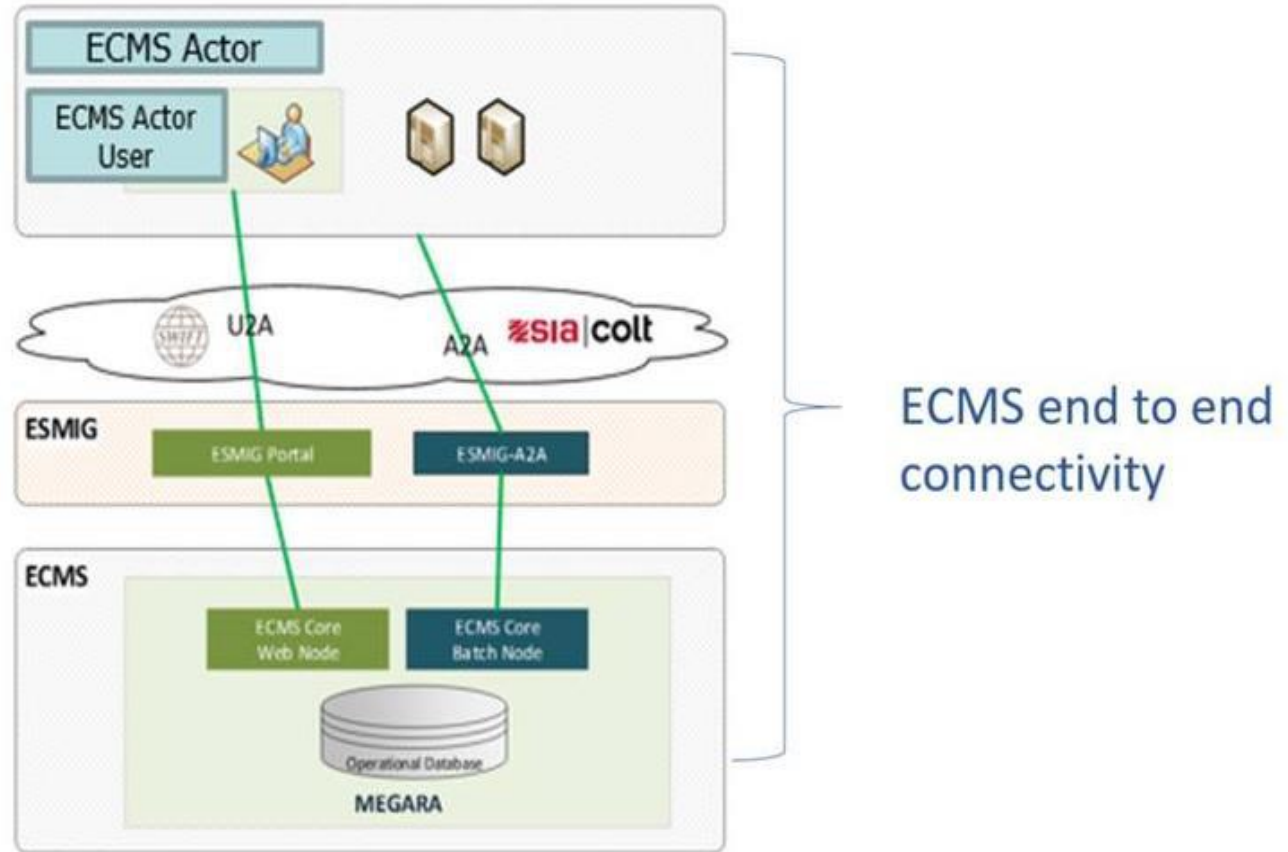 ECMS Actor
ECMS Actor
User
SWIFT
U2A
A2A
sia|colt
ESMIG
ESMIG Portal
ESMIG-A2A
ECMS end to end
connectivity
ECMS
ECMS Core
Web Node
ECMS Core
Batch Node
Operational Database
MEGARA